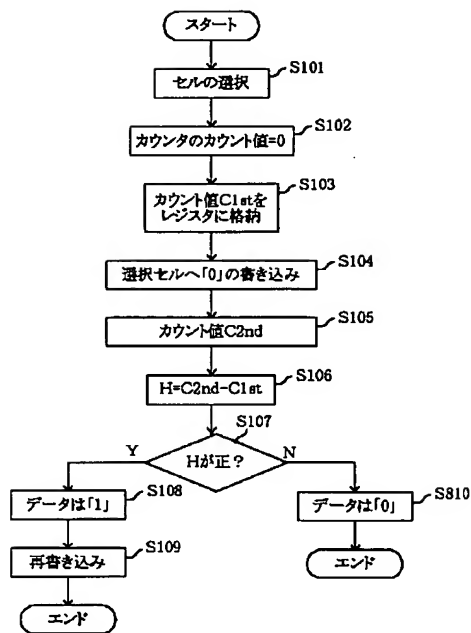 スタート
セルの選択
S101
カウンタのカウント値=0
S102
カウント値C1stを
レジスタに格納
S103
選択セルへ「0」の書き込み
S104
カウント値C2nd
S105
H=C2nd-C1st
S106
S107
Hが正?
Y
N
データは「1」
S108
データは「0」
S810
再書き込み
S109
エンド
エンド